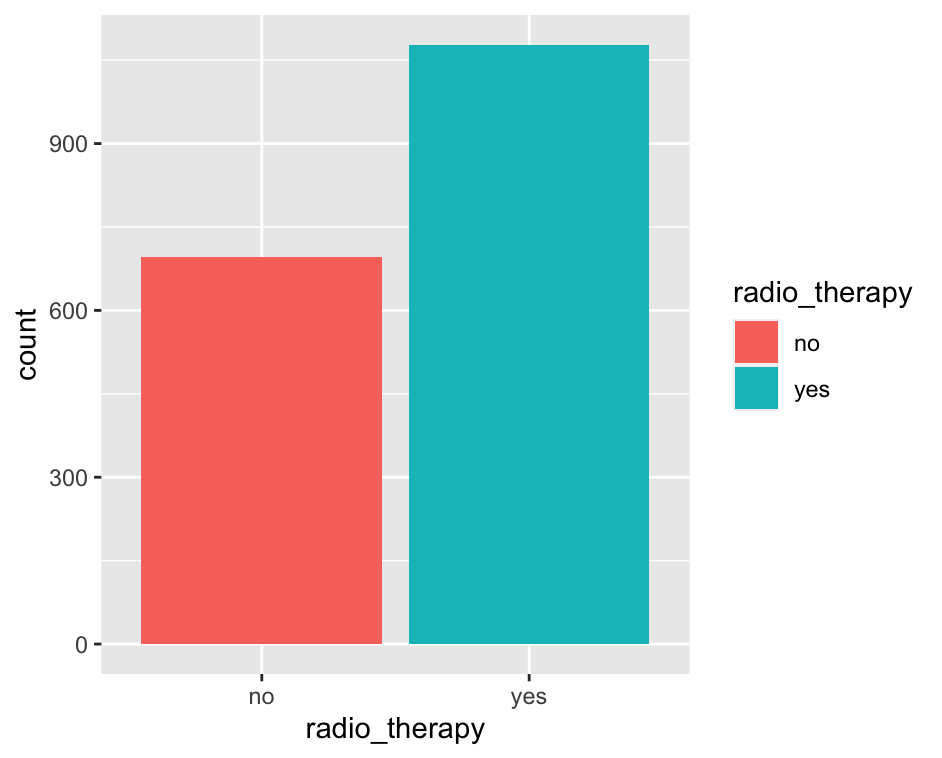 count
900
600
300
0
no yes
radio_therapy
radio_therapy
no
yes